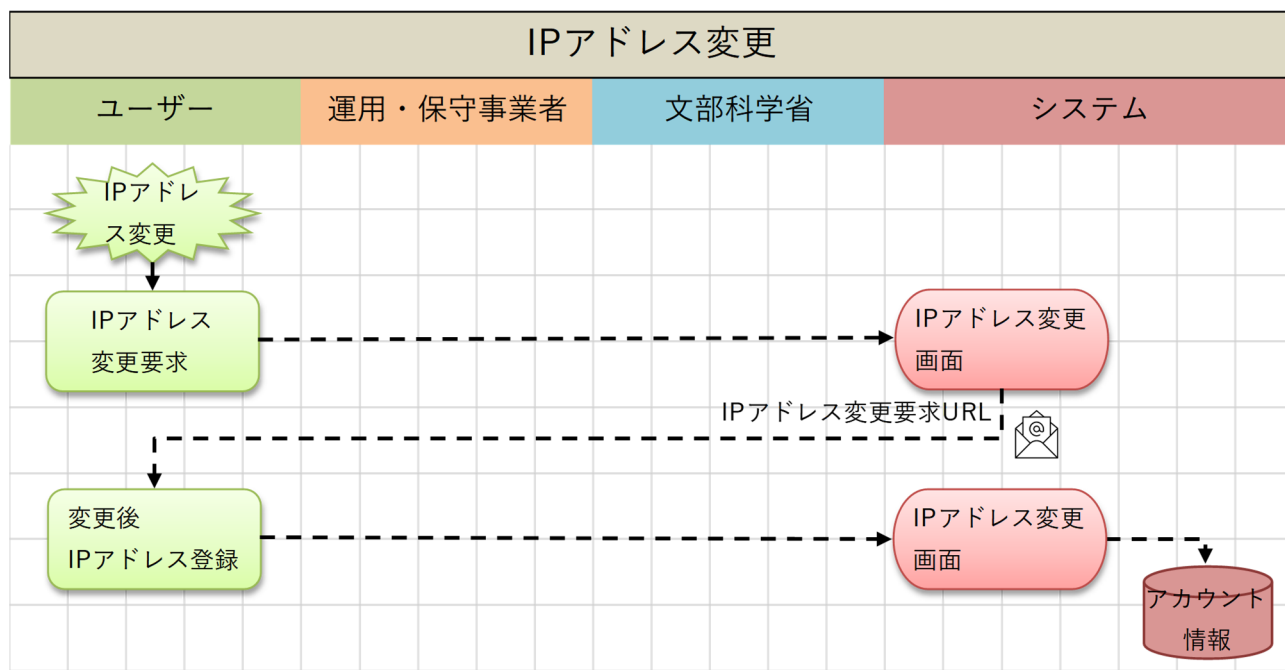 IPアドレス変更
ユーザー
運用・保守事業者
文部科学省
システム
IPアドレ
ス変更
IPアドレス
変更要求
IPアドレス変更
画面
IPアドレス変更要求URL
@
変更後
IPアドレス登録
IPアドレス変更
画面
アカウント
情報